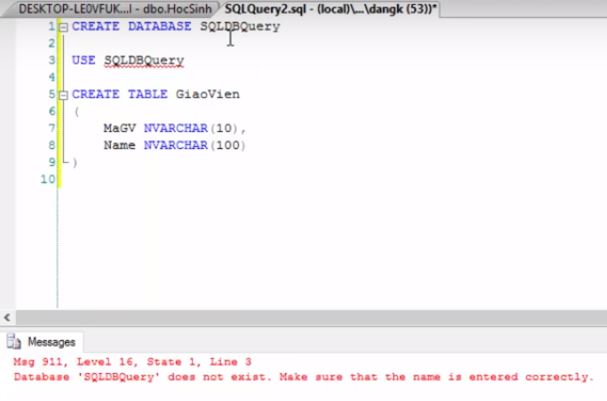 DESKTOP-LE0VFUK...l - dbo.HocSinh
SQLQuery2.sql - (local)\...\dangk (53))*
1 CREATE DATABASE SQLDBQuery
2
3 USE SQLDBQuery
4
5 CREATE TABLE GiaoVien
6 (
7 MaGV NVARCHAR(10),
8 Name NVARCHAR(100)
9 )
10
Messages
Msg 911, Level 16, State 1, Line 3
Database 'SQLDBQuery' does not exist. Make sure that the name is entered correctly.